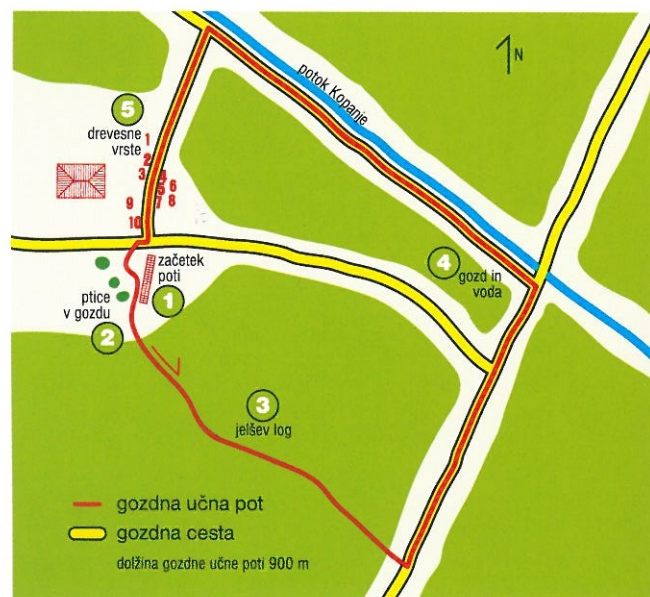 N
potok Kopanje
5
drevesne
vrste
1
2
3
4
5
6
7
8
9
10
4
gozd in
voda
začetek
poti
1
ptice
v gozdu
2
3
jelšev log
gozdna učna pot
gozdna cesta
dolžina gozdne učne poti 900 m